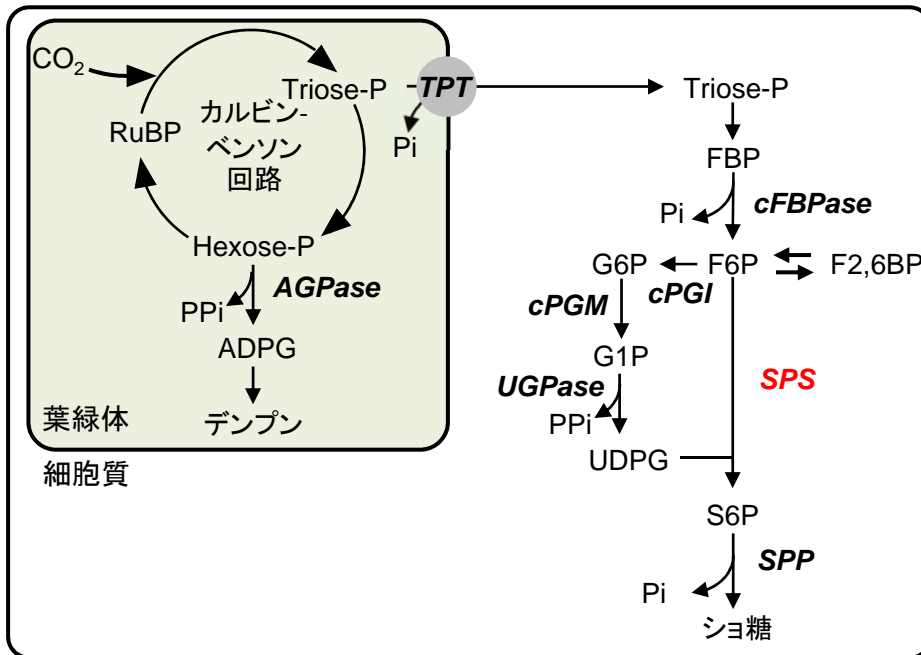 CO2
Triose-P
TPT
Triose-P
RuBP
カルビン-
ベンソン
回路
Pi
FBP
Pi
cFBPase
Hexose-P
G6P
F6P
F2,6BP
AGPase
cPGI
PPi
cPGM
ADPG
G1P
SPS
UGPase
葉緑体
デンプン
PPi
細胞質
UDPG
S6P
SPP
Pi
ショ糖